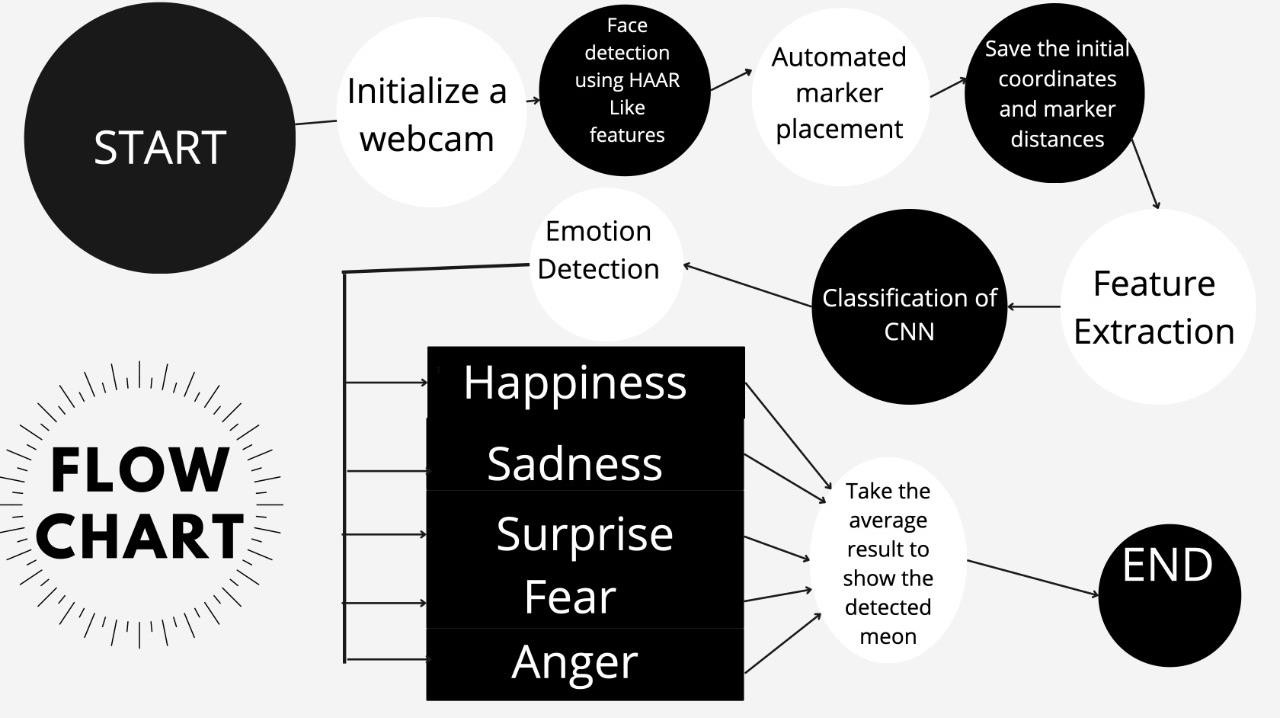 START
Initialize a
webcam
Face
detection
using HAAR
Like
features
Automated
marker
placement
Save the initial
coordinates
and marker
distances
Feature
Extraction
Classification of
CNN
Emotion
Detection
Happiness
Sadness
Surprise
Fear
Anger
Take the
average
result to
show the
detected
meon
END
FLOW
CHART